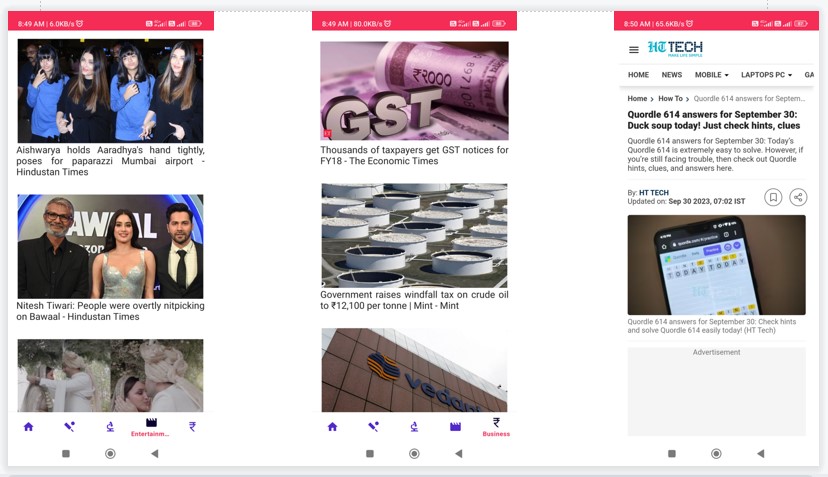 8:49 AM | 6.0KB/s
Aishwarya holds Aaradhya's hand tightly,
poses for paparazzi Mumbai airport -
Hindustan Times
Nitesh Tiwari: People were overtly nitpicking
on Bawaal - Hindustan Times
Entertainm...
8:49 AM | 80.0KB/s
₹2000
GST
ET
Thousands of taxpayers get GST notices for
FY18 - The Economic Times
Government raises windfall tax on crude oil
to ₹12,100 per tonne | Mint - Mint
vedanta
Business
8:50 AM | 65.6KB/s
HT TECH
MAKE LIFE SIMPLE
HOME NEWS MOBILE LAPTOPS PC GA
Home > How To > Quordle 614 answers for Septem...
Quordle 614 answers for September 30:
Duck soup today! Just check hints, clues
Quordle 614 answers for September 30: Today's
Quordle 614 is extremely easy to solve. However, if
you're still facing trouble, then check out Quordle
hints, clues, and answers here.
By: HT TECH
Updated on: Sep 30 2023, 07:02 IST
Quordle 614 answers for September 30: Check hints
and solve Quordle 614 easily today! (HT Tech)
Advertisement